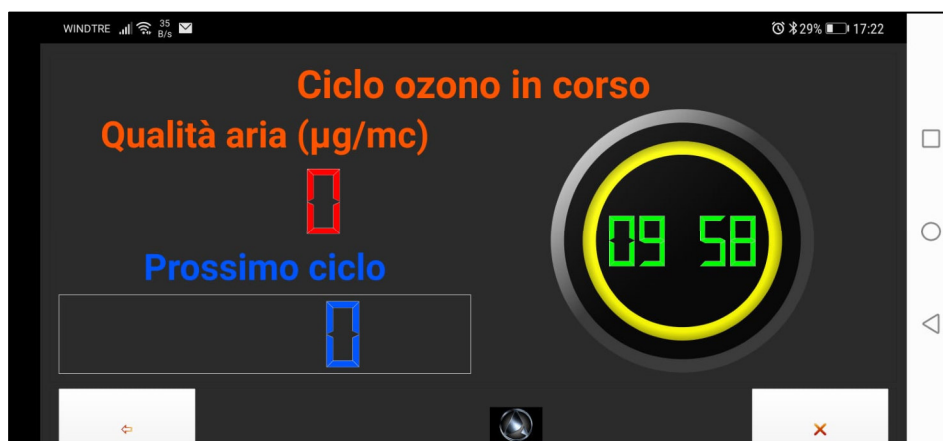 WINDTRE 35 B/s 29% 17:22
Ciclo ozono in corso
Qualità aria (µg/mc)
0
09 58
Prossimo ciclo
0